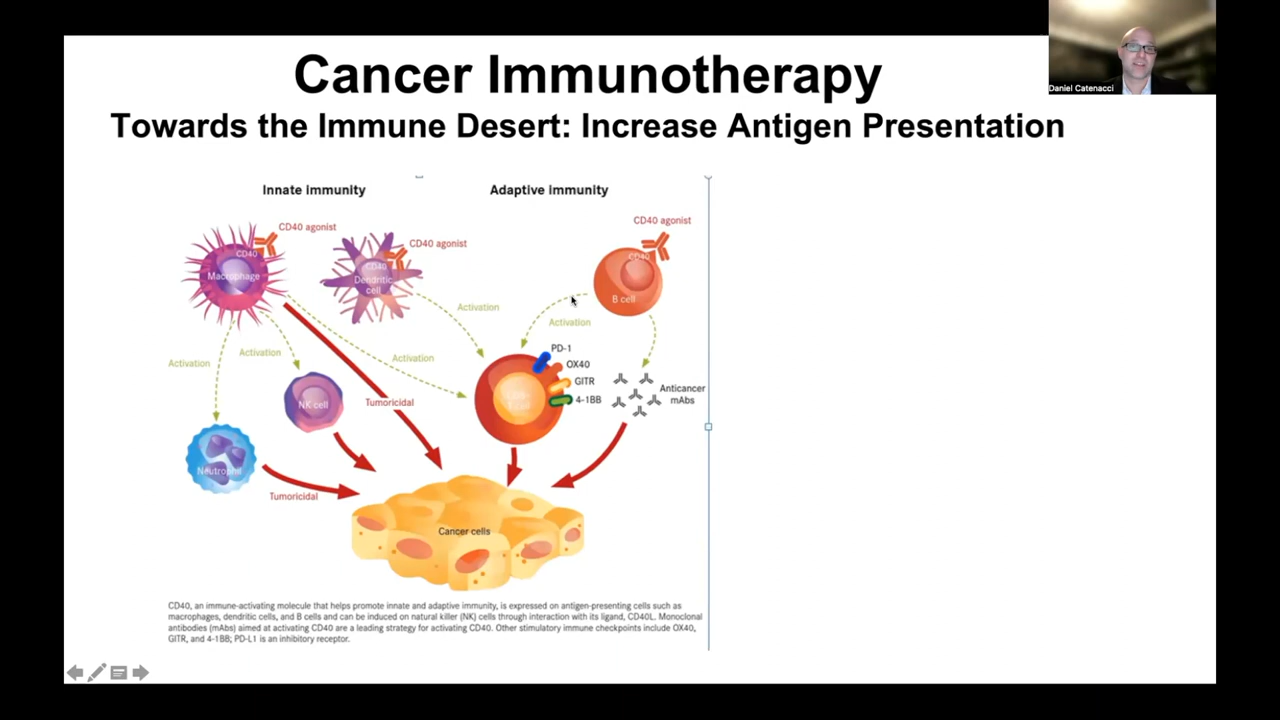 Cancer Immunotherapy
Towards the Immune Desert: Increase Antigen Presentation
Daniel Catenacci
Innate immunity
Adaptive immunity
CD40 agonist
CD40 agonist
CD40 agonist
CD40
Macrophage
CD40
Dendritic
cell
CD40
B cell
Activation
Activation
Activation
Activation
Activation
PD-1
OX40
GITR
4-1BB
Anticancer
mAbs
NK cell
Tumoricidal
Neutrophil
Tumoricidal
Cancer cells
CD40, an immune-activating molecule that helps promote innate and adaptive immunity, is expressed on antigen-presenting cells such as
macrophages, dendritic cells, and B cells and can be induced on natural killer (NK) cells through interaction with its ligand, CD40L. Monoclonal
antibodies (mAbs) aimed at activating CD40 are a leading strategy for activating CD40. Other stimulatory immune checkpoints include OX40,
GITR, and 4-1BB; PD-L1 is an inhibitory receptor.